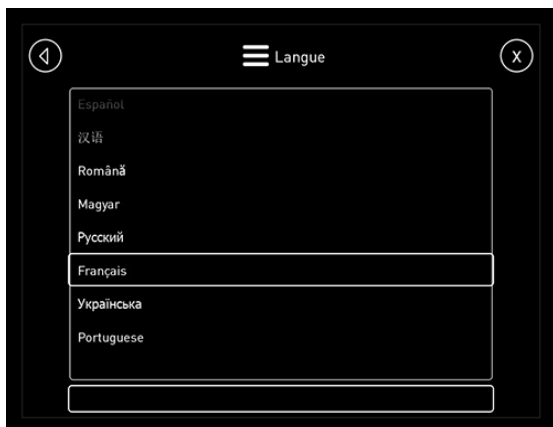 Langue
X
Español
汉语
Română
Magyar
Русский
Français
Українська
Portuguese